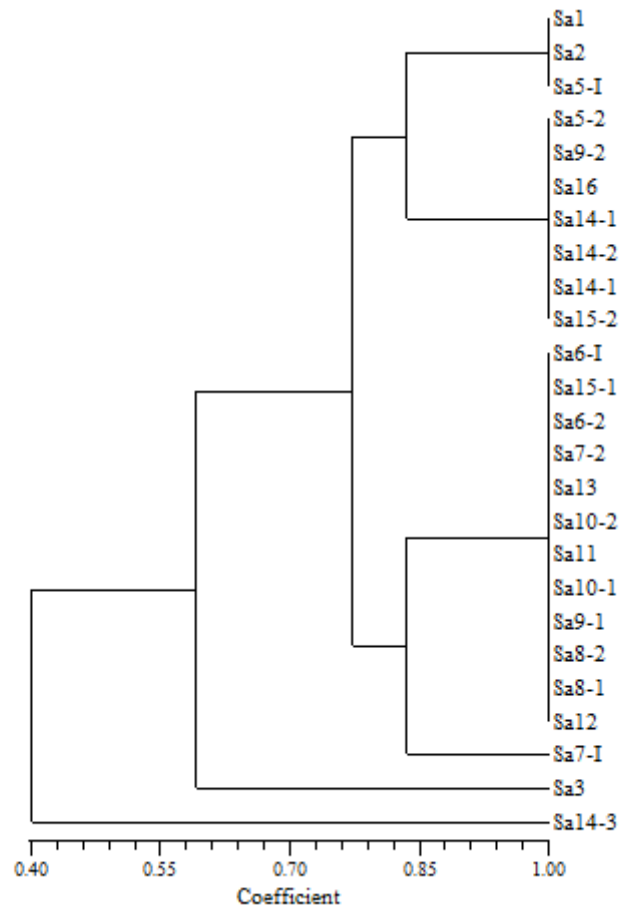 Sa1
Sa2
Sa5-I
Sa5-2
Sa9-2
Sa16
Sa14-1
Sa14-2
Sa14-1
Sa15-2
Sa6-I
Sa15-1
Sa6-2
Sa7-2
Sa13
Sa10-2
Sa11
Sa10-1
Sa9-1
Sa8-2
Sa8-1
Sa12
Sa7-I
Sa3
Sa14-3
0.40 0.55 0.70 0.85 1.00
Coefficient